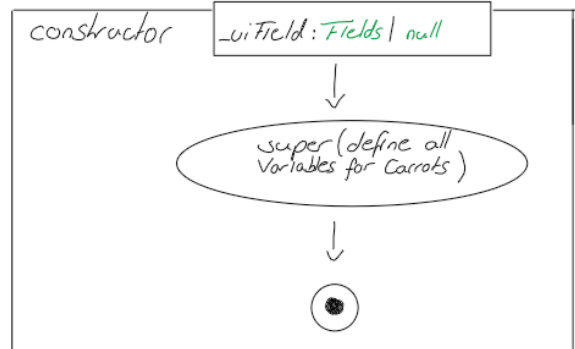 constructor
_uiField: Fields | null
super(define all
Variables for Carrots)